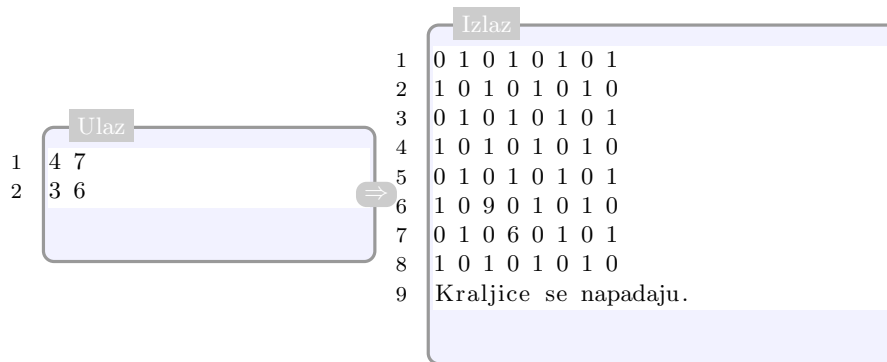 Ulaz
1 4 7
2 3 6
⇒
Izlaz
1 0 1 0 1 0 1 0 1
2 1 0 1 0 1 0 1 0
3 0 1 0 1 0 1 0 1
4 1 0 1 0 1 0 1 0
5 0 1 0 1 0 1 0 1
6 1 0 9 0 1 0 1 0
7 0 1 0 6 0 1 0 1
8 1 0 1 0 1 0 1 0
9 Kraljice se napadaju.